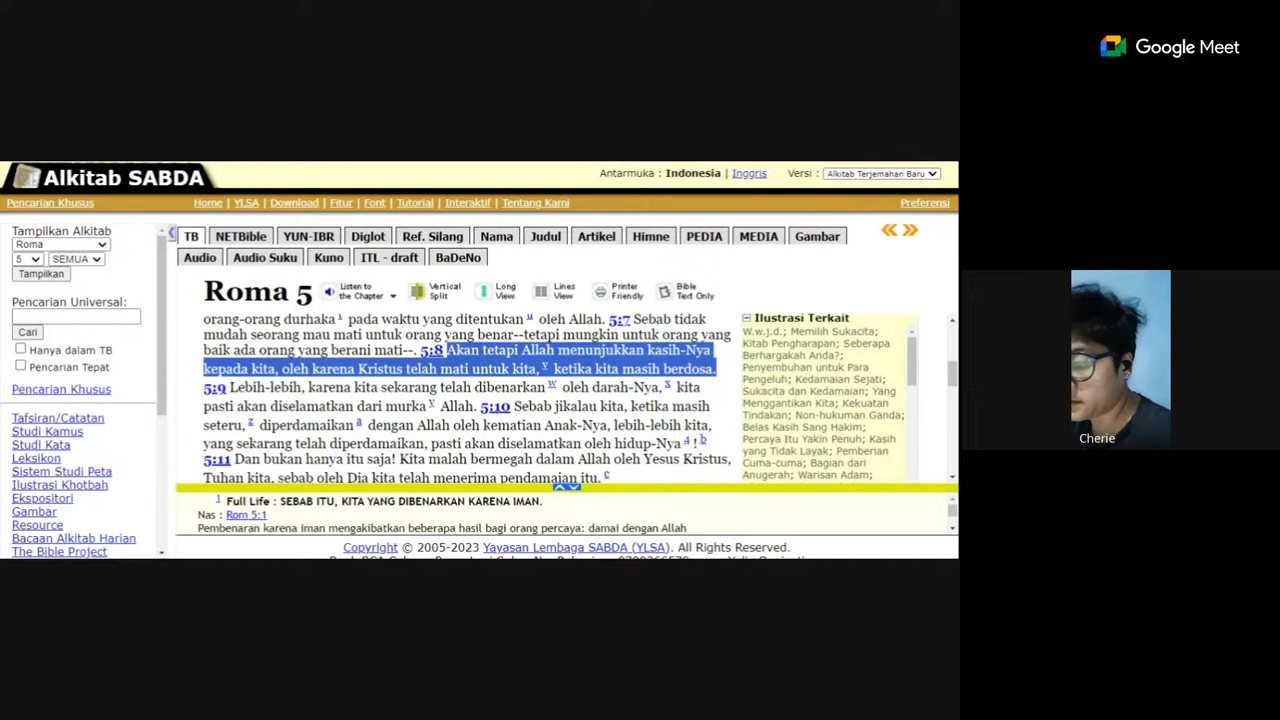 Google Meet
Alkitab SABDA
Antarmuka : Indonesia | Inggris Versi : Alkitab Terjemahan Baru
Pencarian Khusus Home | YLSA | Download | Fitur | Font | Tutorial | Interaktif | Tentang Kami Preferensi
Tampilkan Alkitab
Roma
5 SEMUA
Tampilkan
Pencarian Universal:
Cari
Hanya dalam TB
Pencarian Tepat
Pencarian Khusus
Tafsiran/Catatan
Studi Kamus
Studi Kata
Leksikon
Sistem Studi Peta
Ilustrasi Khotbah
Ekspositori
Gambar
Resource
Bacaan Alkitab Harian
The Bible Project
TB NETBible YUN-IBR Diglot Ref. Silang Nama Judul Artikel Himne PEDIA MEDIA Gambar
Audio Audio Suku Kuno ITL - draft BaDeNo
Roma 5
Listen to
the Chapter
Vertical
Split
Long
View
Lines
View
Printer
Friendly
Bible
Text Only
orang-orang durhaka pada waktu yang ditentukan u oleh Allah. 5:7 Sebab tidak
mudah seorang mau mati untuk orang yang benar--tetapi mungkin untuk orang yang
baik ada orang yang berani mati--. 5:8 Akan tetapi Allah menunjukkan kasih-Nya
kepada kita, oleh karena Kristus telah mati untuk kita, v ketika kita masih berdosa.
5:9 Lebih-lebih, karena kita sekarang telah dibenarkan w oleh darah-Nya, x kita
pasti akan diselamatkan dari murka y Allah. 5:10 Sebab jikalau kita, ketika masih
seteru, z diperdamaikan a dengan Allah oleh kematian Anak-Nya, lebih-lebih kita,
yang sekarang telah diperdamaikan, pasti akan diselamatkan oleh hidup-Nya 4 ! b
5:11 Dan bukan hanya itu saja! Kita malah bermegah dalam Allah oleh Yesus Kristus,
Tuhan kita, sebab oleh Dia kita telah menerima pendamaian itu. c
Ilustrasi Terkait
W.w.j.d.; Memilih Sukacita;
Kitab Pengharapan; Seberapa
Berhargakah Anda?;
Penyembuhan untuk Para
Pengeluh; Kedamaian Sejati;
Sukacita dan Kedamaian; Yang
Menggantikan Kita; Kekuatan
Tindakan; Non-hukuman Ganda;
Belas Kasih Sang Hakim;
Percaya Itu Yakin Penuh; Kasih
yang Tidak Layak; Pemberian
Cuma-cuma; Bagian dari
Anugerah; Warisan Adam;
1 Full Life : SEBAB ITU, KITA YANG DIBENARKAN KARENA IMAN.
Nas : Rom 5:1
Pembenaran karena iman mengakibatkan beberapa hasil bagi orang percaya: damai dengan Allah
Copyright © 2005-2023 Yayasan Lembaga SABDA (YLSA). All Rights Reserved.
Cherie